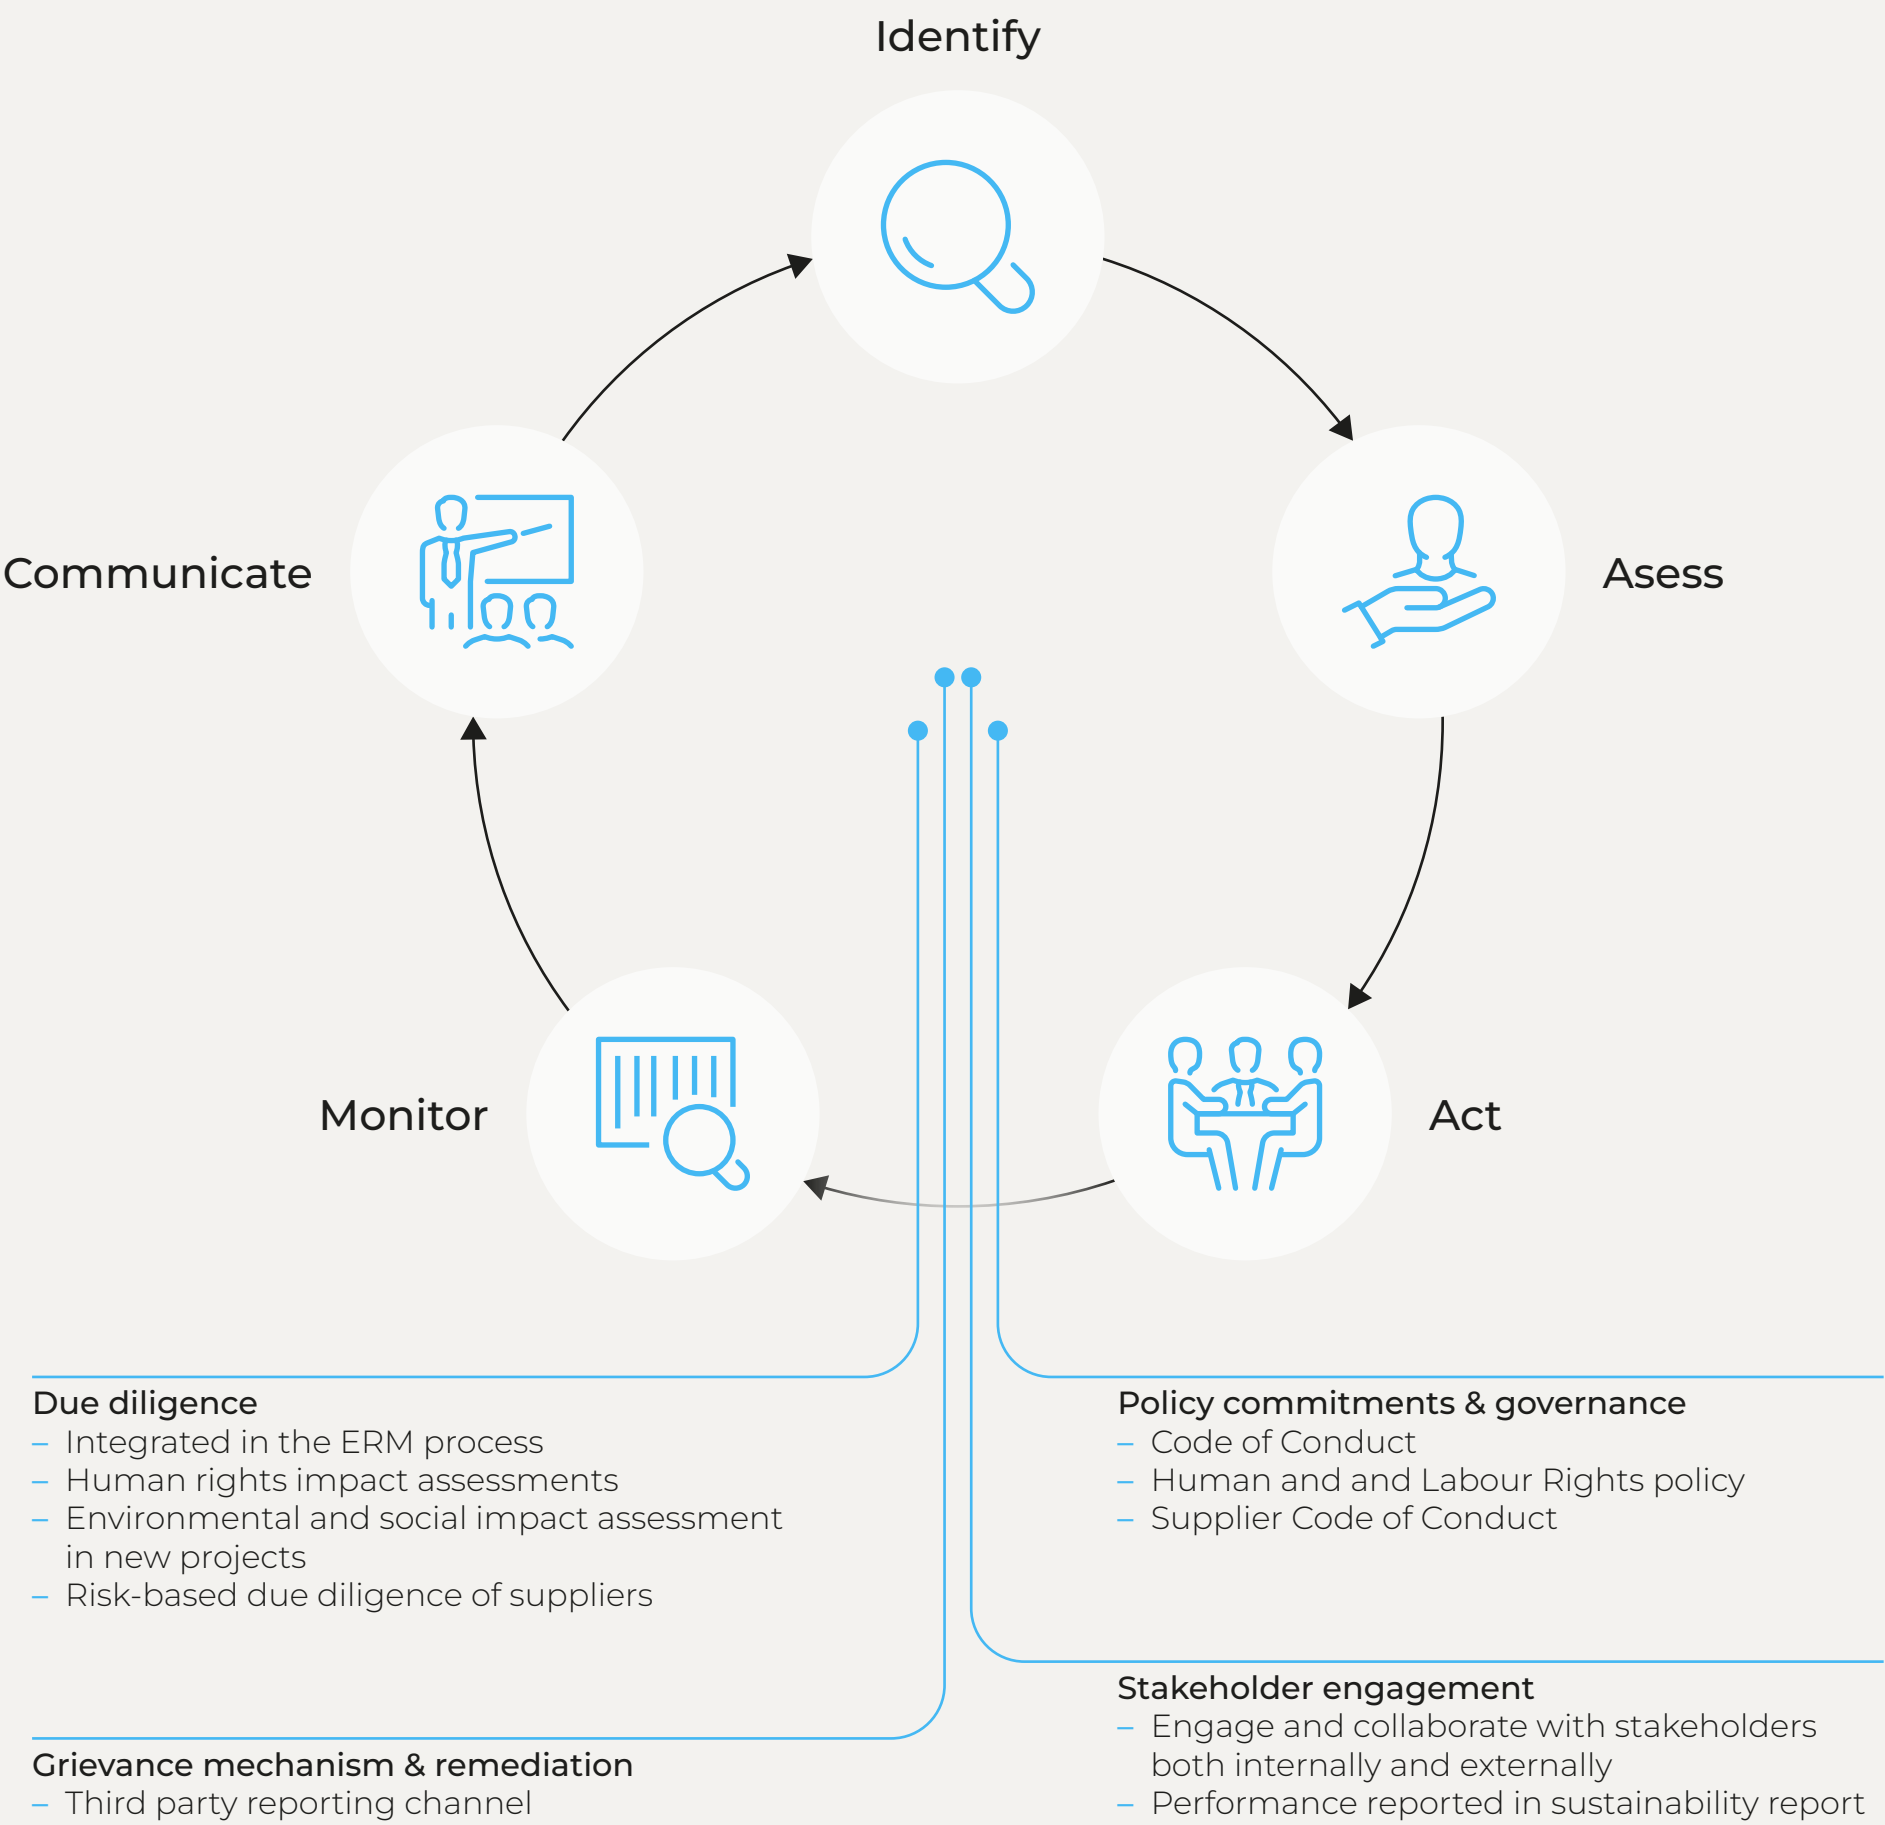 Identify
Communicate
Asess
Monitor
Act
Due diligence
– Integrated in the ERM process
– Human rights impact assessments
– Environmental and social impact assessment
in new projects
– Risk-based due diligence of suppliers
Policy commitments & governance
– Code of Conduct
– Human and and Labour Rights policy
– Supplier Code of Conduct
Grievance mechanism & remediation
– Third party reporting channel
Stakeholder engagement
– Engage and collaborate with stakeholders
both internally and externally
– Performance reported in sustainability report